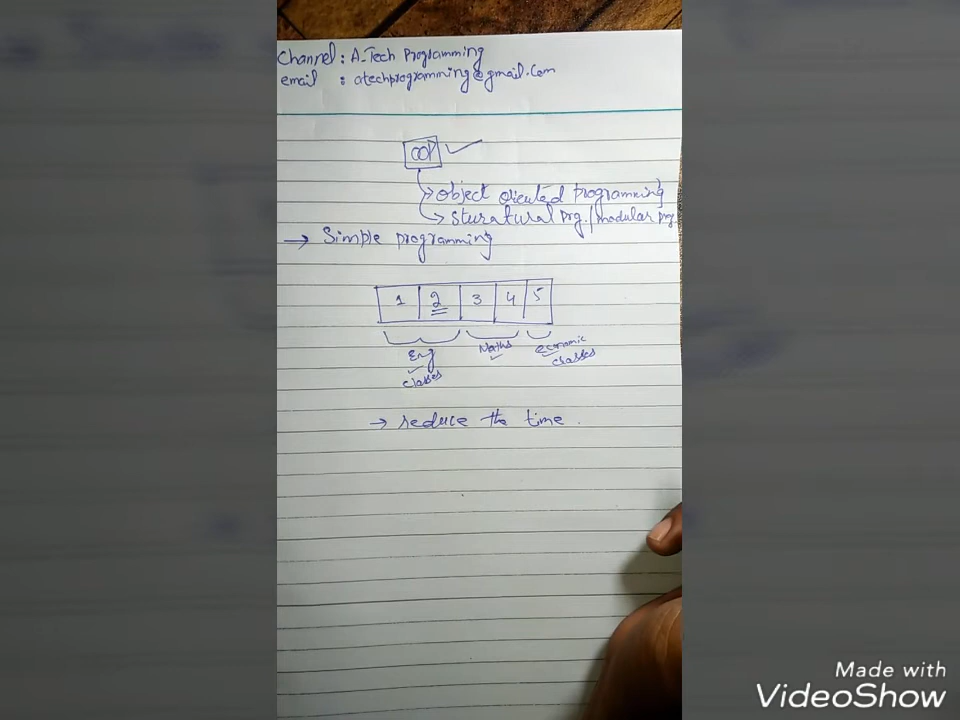 Channel : A-Tech Programming
email : atechprogramming@gmail.com
OOP
→ Object Oriented programming
→ Sturatural Prg. / Modular prg.
→ Simple programming
1 2 3 4 5
Eng classes
Maths
economic classes
→ reduce the time.
Made with
VideoShow